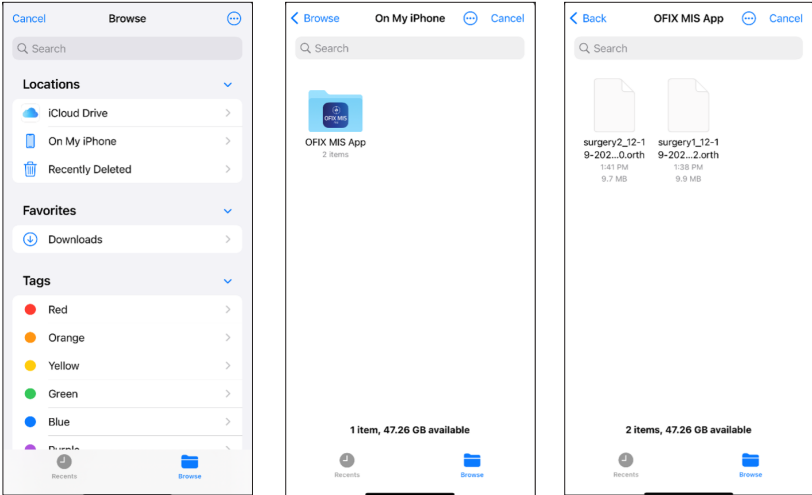 Cancel
Browse
Search
Locations
iCloud Drive
On My iPhone
Recently Deleted
Favorites
Downloads
Tags
Red
Orange
Yellow
Green
Blue
Purple
Recents
Browse
Browse
On My iPhone
Cancel
Search
OFIX MIS
OFIX MIS App
2 items
1 item, 47.26 GB available
Recents
Browse
Back
OFIX MIS App
Cancel
Search
surgery2_12-1
9-202...0.orth
1:41 PM
9.7 MB
surgery1_12-1
9-202...2.orth
1:38 PM
9.9 MB
2 items, 47.26 GB available
Recents
Browse